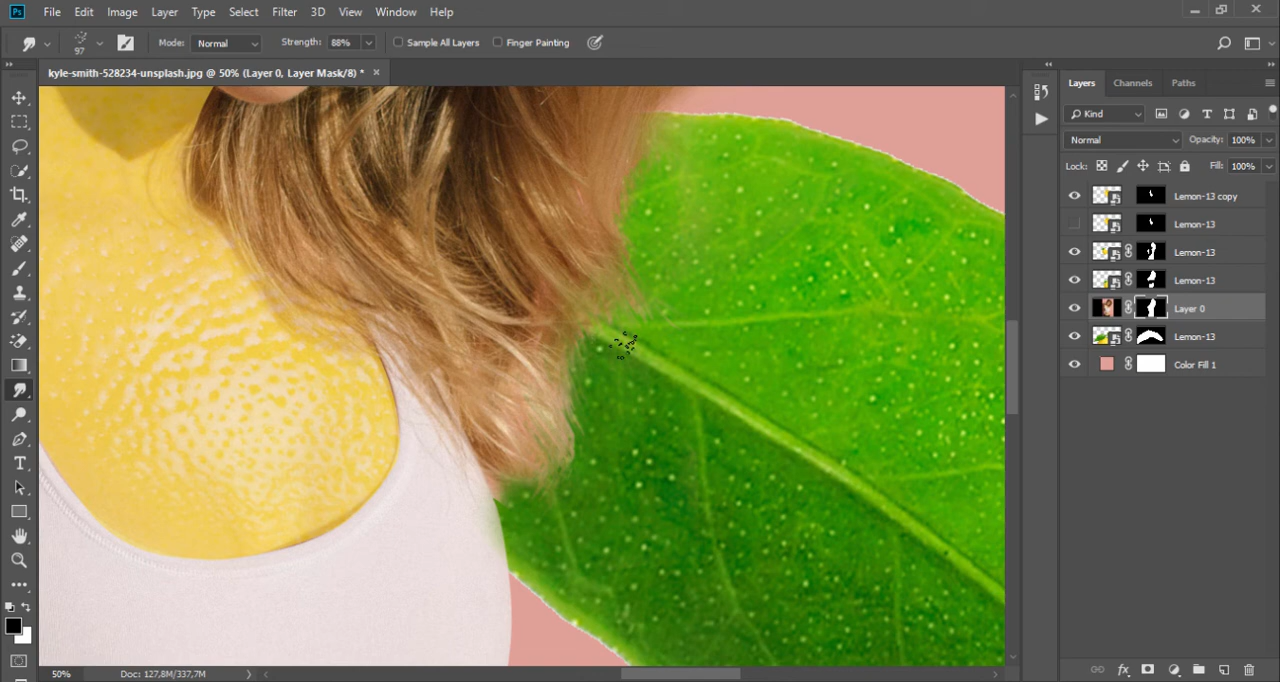 Ps File Edit Image Layer Type Select Filter 3D View Window Help
97 Mode: Normal Strength: 88% Sample All Layers Finger Painting
kyle-smith-528234-unsplash.jpg @ 50% (Layer 0, Layer Mask/8) * ×
Layers Channels Paths
Kind
Normal Opacity: 100%
Lock: Fill: 100%
Lemon-13 copy
Lemon-13
Lemon-13
Lemon-13
Layer 0
Lemon-13
Color Fill 1
50% Doc: 127,8M/337,7M